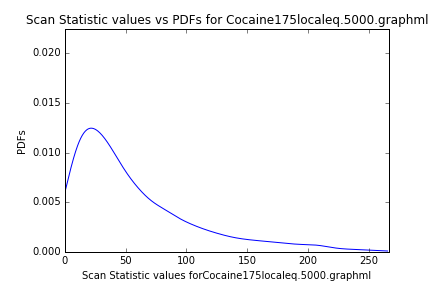 Scan Statistic values vs PDFs for Cocaine175localeq.5000.graphml
0.020
0.015
0.010
0.005
0.000
PDFs
0 50 100 150 200 250
Scan Statistic values forCocaine175localeq.5000.graphml